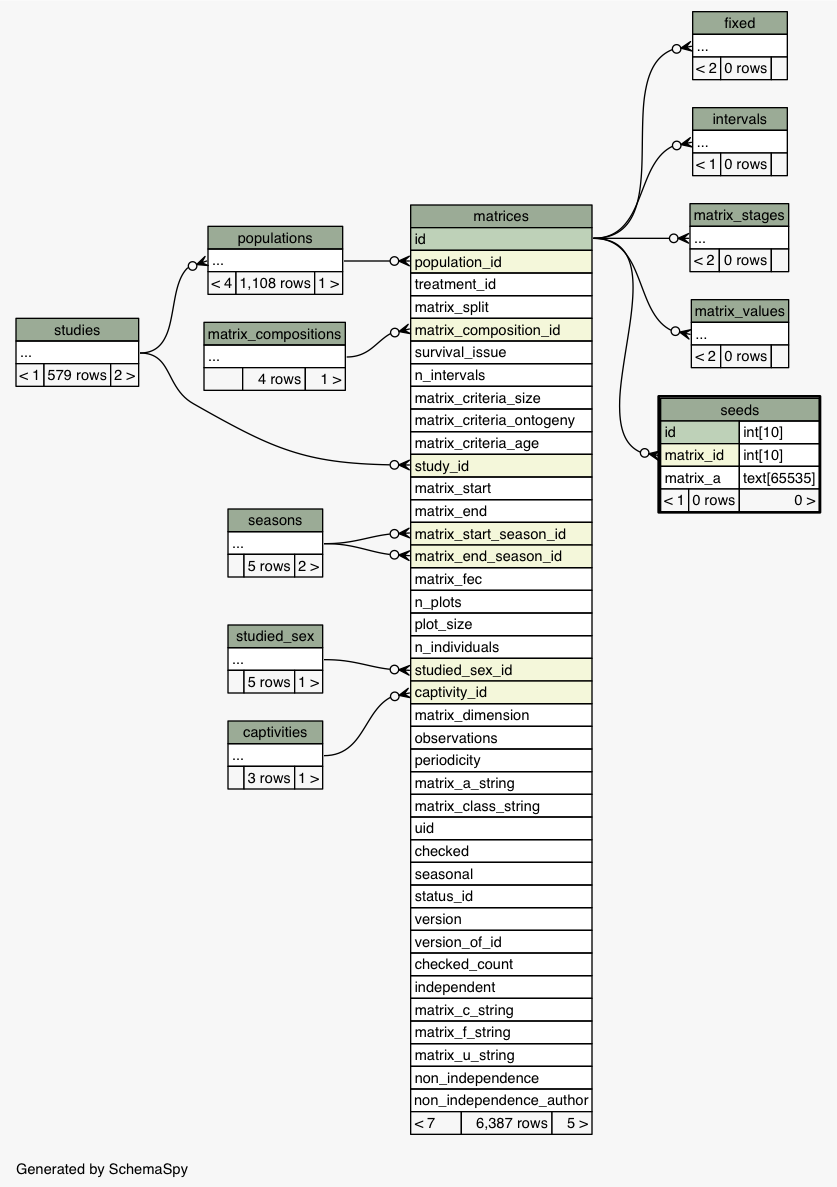 fixed
...
< 2 0 rows
intervals
...
< 1 0 rows
matrix_stages
...
< 2 0 rows
matrix_values
...
< 2 0 rows
seeds
id int[10]
matrix_id int[10]
matrix_a text[65535]
< 1 0 rows 0 >
matrices
id
population_id
treatment_id
matrix_split
matrix_composition_id
survival_issue
n_intervals
matrix_criteria_size
matrix_criteria_ontogeny
matrix_criteria_age
study_id
matrix_start
matrix_end
matrix_start_season_id
matrix_end_season_id
matrix_fec
n_plots
plot_size
n_individuals
studied_sex_id
captivity_id
matrix_dimension
observations
periodicity
matrix_a_string
matrix_class_string
uid
checked
seasonal
status_id
version
version_of_id
checked_count
independent
matrix_c_string
matrix_f_string
matrix_u_string
non_independence
non_independence_author
< 7 6,387 rows 5 >
populations
...
< 4 1,108 rows 1 >
studies
...
< 1 579 rows 2 >
matrix_compositions
...
4 rows 1 >
seasons
...
5 rows 2 >
studied_sex
...
5 rows 1 >
captivities
...
3 rows 1 >
Generated by SchemaSpy